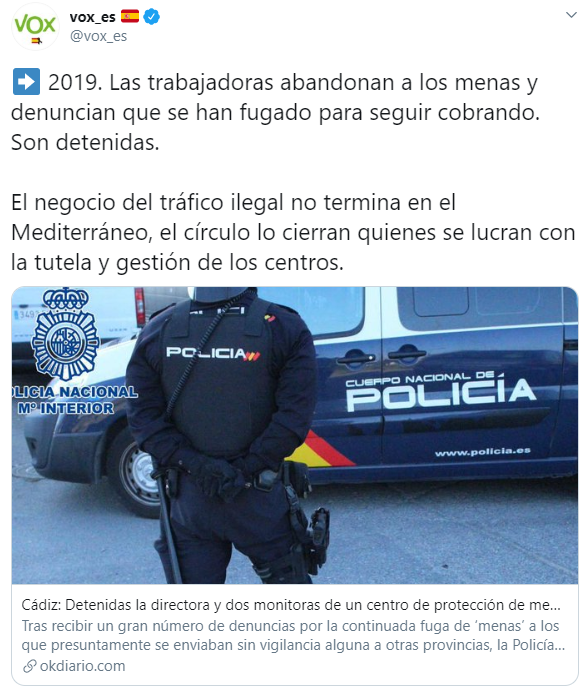 VOX
vox_es
@vox_es
2019. Las trabajadoras abandonan a los menas y
denuncian que se han fugado para seguir cobrando.
Son detenidas.
El negocio del tráfico ilegal no termina en el
Mediterráneo, el círculo lo cierran quienes se lucran con
la tutela y gestión de los centros.
POLICIA
LICIA NACIONAL
Mº INTERIOR
CUERPO NACIONAL DE
POLICÍA
www.policia.es
Cádiz: Detenidas la directora y dos monitoras de un centro de protección de me...
Tras recibir un gran número de denuncias por la continuada fuga de ‘menas’ a los
que presuntamente se enviaban sin vigilancia alguna a otras provincias, la Policía...
okdiario.com